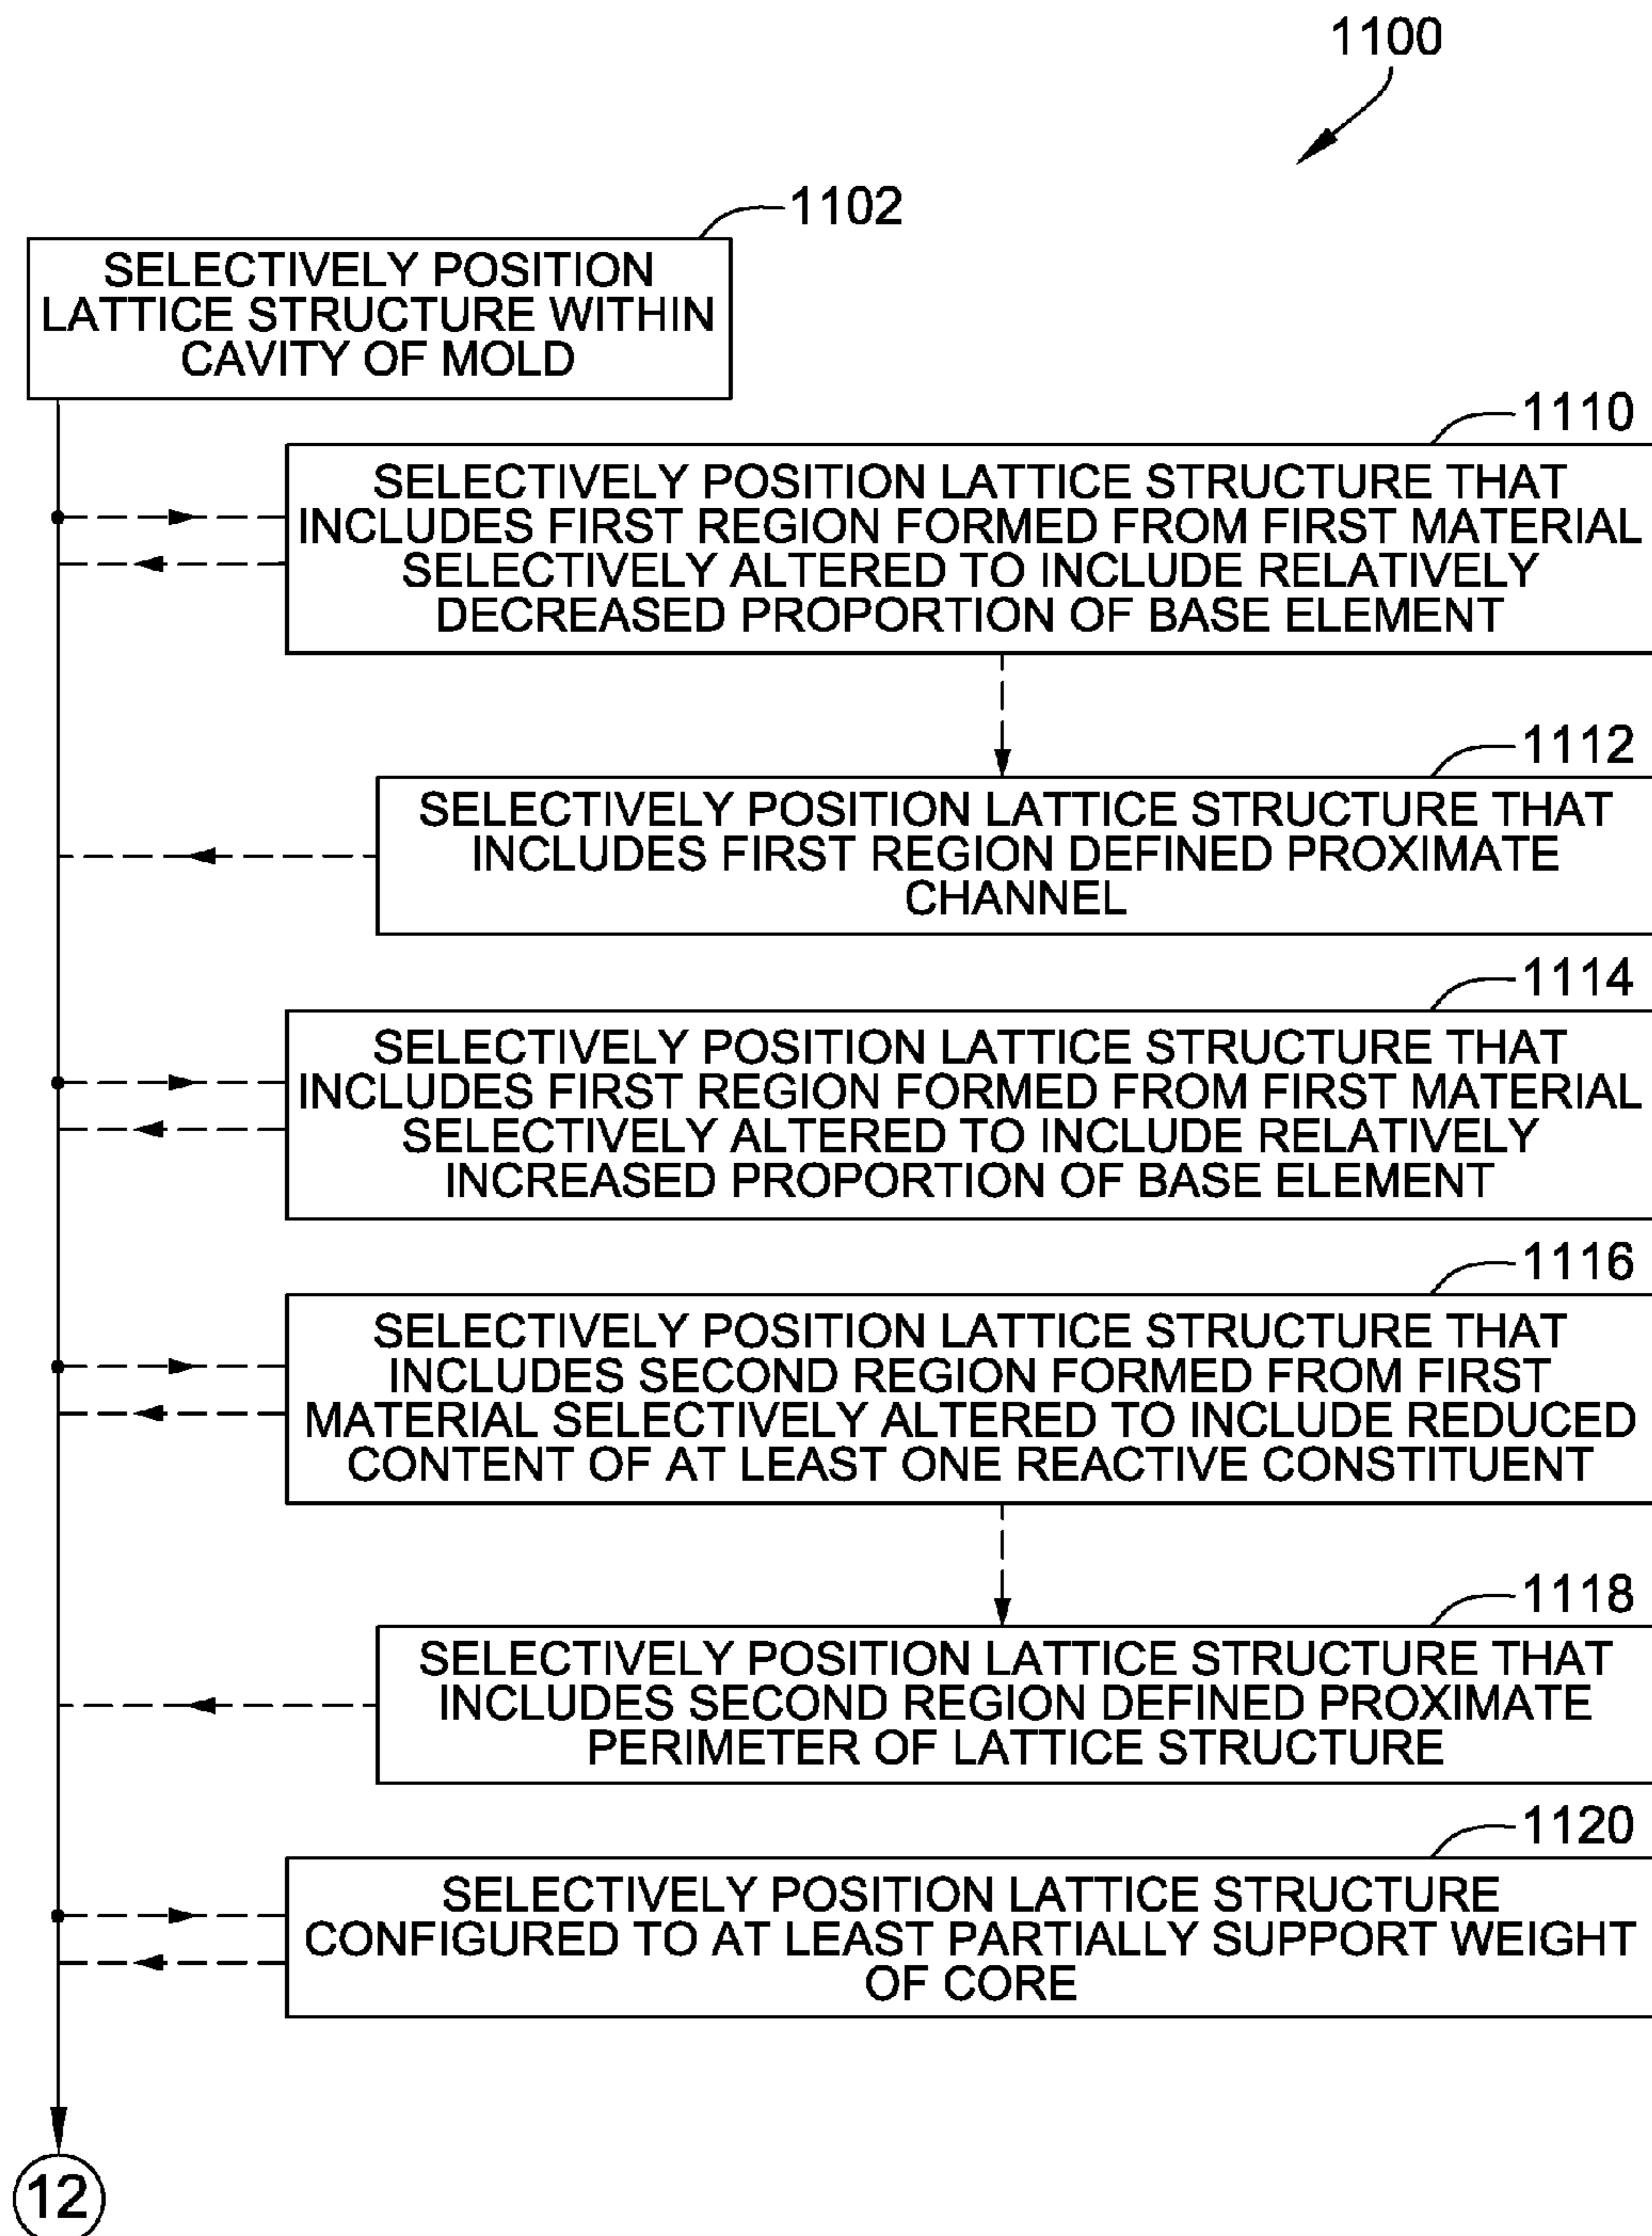 1100
1102
SELECTIVELY POSITION
LATTICE STRUCTURE WITHIN
CAVITY OF MOLD
1110
SELECTIVELY POSITION LATTICE STRUCTURE THAT
INCLUDES FIRST REGION FORMED FROM FIRST MATERIAL
SELECTIVELY ALTERED TO INCLUDE RELATIVELY
DECREASED PROPORTION OF BASE ELEMENT
1112
SELECTIVELY POSITION LATTICE STRUCTURE THAT
INCLUDES FIRST REGION DEFINED PROXIMATE
CHANNEL
1114
SELECTIVELY POSITION LATTICE STRUCTURE THAT
INCLUDES FIRST REGION FORMED FROM FIRST MATERIAL
SELECTIVELY ALTERED TO INCLUDE RELATIVELY
INCREASED PROPORTION OF BASE ELEMENT
1116
SELECTIVELY POSITION LATTICE STRUCTURE THAT
INCLUDES SECOND REGION FORMED FROM FIRST
MATERIAL SELECTIVELY ALTERED TO INCLUDE REDUCED
CONTENT OF AT LEAST ONE REACTIVE CONSTITUENT
1118
SELECTIVELY POSITION LATTICE STRUCTURE THAT
INCLUDES SECOND REGION DEFINED PROXIMATE
PERIMETER OF LATTICE STRUCTURE
1120
SELECTIVELY POSITION LATTICE STRUCTURE
CONFIGURED TO AT LEAST PARTIALLY SUPPORT WEIGHT
OF CORE
12